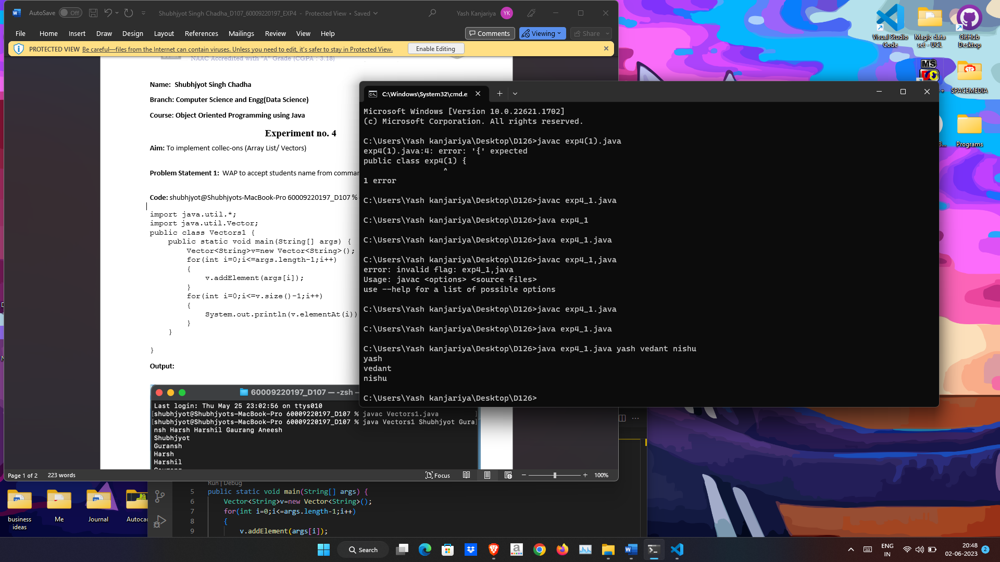 AutoSave Off
Shubhjyot Singh Chadha_D107_60009220197_EXP4 - Protected View • Saved
Yash Kanjariya YK
File Home Insert Draw Design Layout References Mailings Review View Help
Comments Viewing Share
PROTECTED VIEW Be careful—files from the Internet can contain viruses. Unless you need to edit, it's safer to stay in Protected View. Enable Editing
NAAC Accredited with "A" Grade (CGPA : 3.18)
Name: Shubhjyot Singh Chadha
Branch: Computer Science and Engg(Data Science)
Course: Object Oriented Programming using Java
Experiment no. 4
Aim: To implement collec-ons (Array List/ Vectors)
Problem Statement 1: WAP to accept students name from comman
Code: shubhjyot@Shubhjyots-MacBook-Pro 60009220197_D107 %
import java.util.*;
import java.util.Vector;
public class Vectors1 {
public static void main(String[] args) {
Vector<String>v=new Vector<String>();
for(int i=0;i<=args.length-1;i++)
{
v.addElement(args[i]);
}
for(int i=0;i<=v.size()-1;i++)
{
System.out.println(v.elementAt(i))
}
}
}
Output:
60009220197_D107 — -zsh —
Last login: Thu May 25 23:02:56 on ttys010
[shubhjyot@Shubhjyots-MacBook-Pro 60009220197_D107 % javac Vectors1.java ]
[shubhjyot@Shubhjyots-MacBook-Pro 60009220197_D107 % java Vectors1 Shubhjyot Gura]
nsh Harsh Harshil Gaurang Aneesh
Shubhjyot
Guransh
Harsh
Harshil
Page 1 of 2 223 words
Focus
100%
C:\Windows\System32\cmd.e
Microsoft Windows [Version 10.0.22621.1702]
(c) Microsoft Corporation. All rights reserved.
C:\Users\Yash kanjariya\Desktop\D126>javac exp4(1).java
exp4(1).java:4: error: '{' expected
public class exp4(1) {
^
1 error
C:\Users\Yash kanjariya\Desktop\D126>javac exp4_1.java
C:\Users\Yash kanjariya\Desktop\D126>java exp4_1
C:\Users\Yash kanjariya\Desktop\D126>java exp4_1.java
C:\Users\Yash kanjariya\Desktop\D126>javac exp4_1,java
error: invalid flag: exp4_1,java
Usage: javac <options> <source files>
use --help for a list of possible options
C:\Users\Yash kanjariya\Desktop\D126>javac exp4_1.java
C:\Users\Yash kanjariya\Desktop\D126>java exp4_1.java
C:\Users\Yash kanjariya\Desktop\D126>java exp4_1.java yash vedant nishu
yash
vedant
nishu
C:\Users\Yash kanjariya\Desktop\D126>
Visual Studio Code
Magic data set - UCL
GitHub Desktop
MS
SPACEMEDIA
Programs
Run | Debug
5 public static void main(String[] args) {
6 Vector<String>v=new Vector<String>();
7 for(int i=0;i<=args.length-1;i++)
8 {
9 v.addElement(args[i]);
business ideas
Me
Journal
Autocad
Search
ENG
IN
20:48
02-06-2023
2